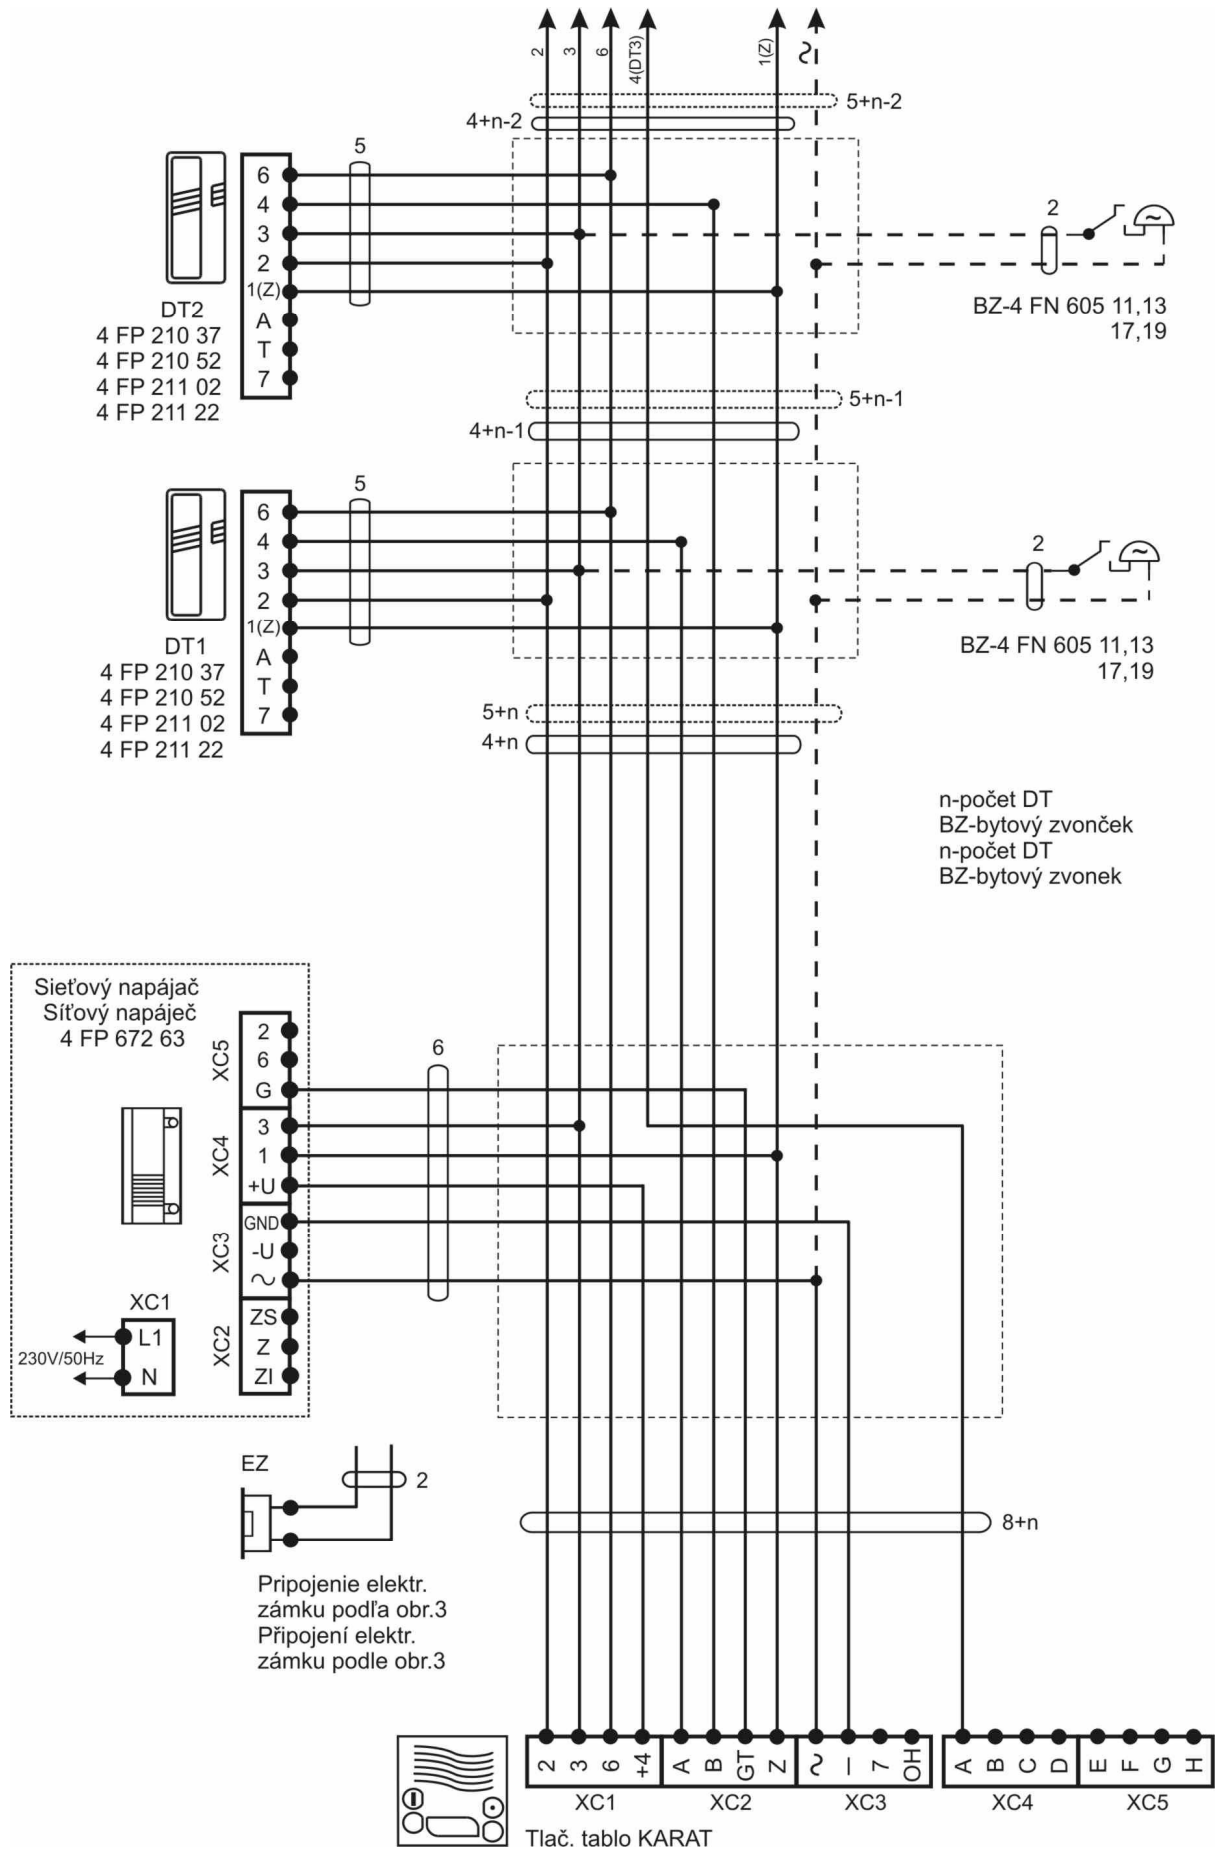 2
3
6
4(DT3)
1(Z)
~
5+n-2
4+n-2
5
6
4
3
2
1(Z)
A
T
7
DT2
4 FP 210 37
4 FP 210 52
4 FP 211 02
4 FP 211 22
2
~
BZ-4 FN 605 11,13
17,19
5+n-1
4+n-1
5
6
4
3
2
1(Z)
A
T
7
DT1
4 FP 210 37
4 FP 210 52
4 FP 211 02
4 FP 211 22
2
~
BZ-4 FN 605 11,13
17,19
5+n
4+n
n-počet DT
BZ-bytový zvonček
n-počet DT
BZ-bytový zvonek
Sieťový napájač
Síťový napáječ
4 FP 672 63
XC5
2
6
G
XC4
3
1
+U
XC3
GND
-U
~
XC2
ZS
Z
ZI
6
XC1
L1
N
230V/50Hz
EZ
2
8+n
Pripojenie elektr.
zámku podľa obr.3
Připojení elektr.
zámku podle obr.3
2 3 6 +4 A B GT Z ~ – 7 OH A B C D E F G H
XC1 XC2 XC3 XC4 XC5
Tlač. tablo KARAT